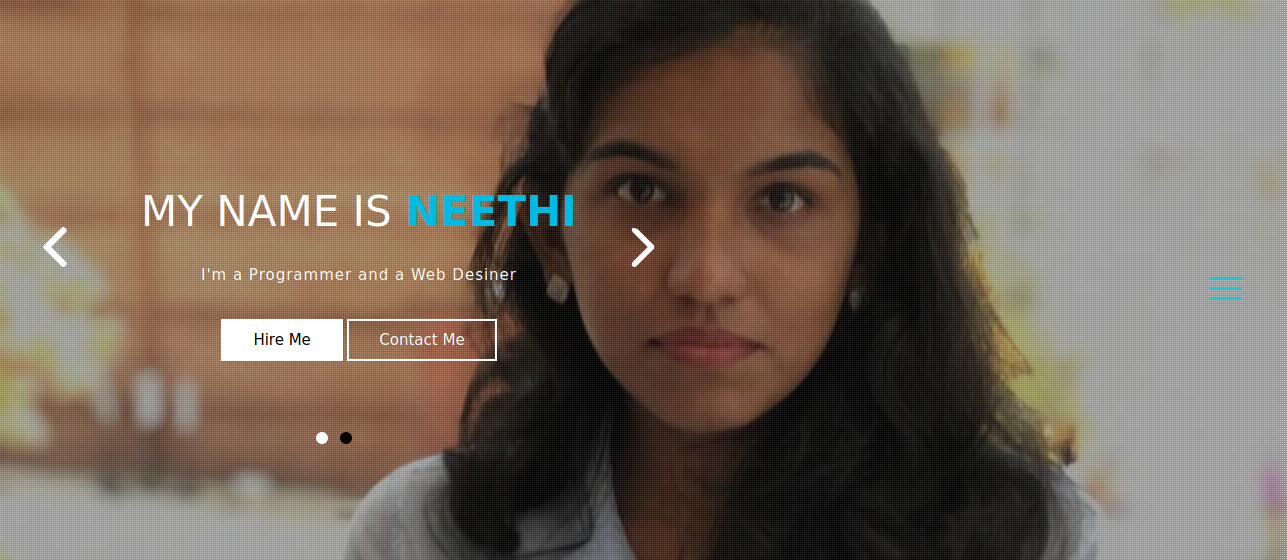 MY NAME IS NEETHI
I'm a Programmer and a Web Desiner
Hire Me
Contact Me